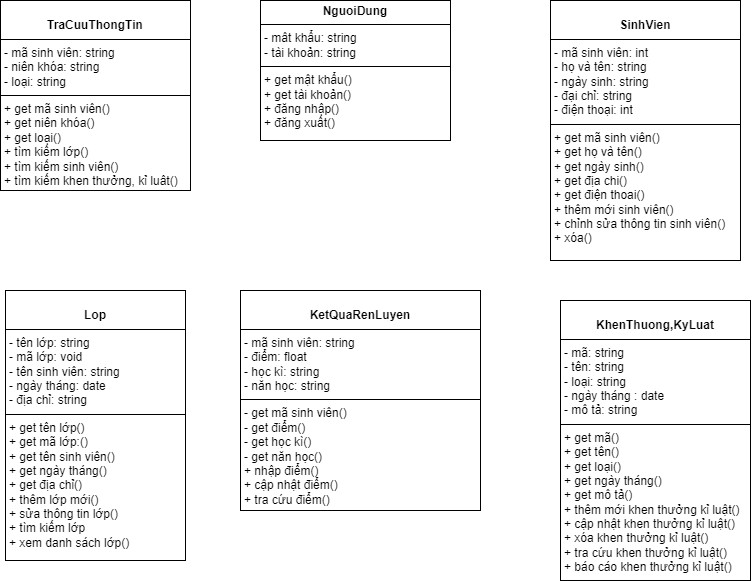 TraCuuThongTin
- mã sinh viên: string
- niên khóa: string
- loại: string
+ get mã sinh viên()
+ get niên khóa()
+ get loại()
+ tìm kiếm lớp()
+ tìm kiếm sinh viên()
+ tìm kiếm khen thưởng, kỉ luật()
NguoiDung
- mật khẩu: string
- tài khoản: string
+ get mật khẩu()
+ get tài khoản()
+ đăng nhập()
+ đăng xuất()
SinhVien
- mã sinh viên: int
- họ và tên: string
- ngày sinh: string
- đại chỉ: string
- điện thoại: int
+ get mã sinh viên()
+ get họ và tên()
+ get ngày sinh()
+ get địa chi()
+ get điện thoai()
+ thêm mới sinh viên()
+ chỉnh sửa thông tin sinh viên()
+ xóa()
Lop
- tên lớp: string
- mã lớp: void
- tên sinh viên: string
- ngày tháng: date
- địa chỉ: string
+ get tên lớp()
+ get mã lớp:()
+ get tên sinh viên()
+ get ngày tháng()
+ get địa chỉ()
+ thêm lớp mới()
+ sửa thông tin lớp()
+ tìm kiếm lớp
+ xem danh sách lớp()
KetQuaRenLuyen
- mã sinh viên: string
- điểm: float
- học kì: string
- năn học: string
- get mã sinh viên()
- get điểm()
- get học kì()
- get năn học()
+ nhập điểm()
+ cập nhật điểm()
+ tra cứu điểm()
KhenThuong,KyLuat
- mã: string
- tên: string
- loại: string
- ngày tháng : date
- mô tả: string
+ get mã()
+ get tên()
+ get loại()
+ get ngày tháng()
+ get mô tả()
+ thêm mới khen thưởng kỉ luật()
+ cập nhật khen thưởng kỉ luật()
+ xóa khen thưởng kỉ luật()
+ tra cứu khen thưởng kỉ luật()
+ báo cáo khen thưởng kỉ luật()